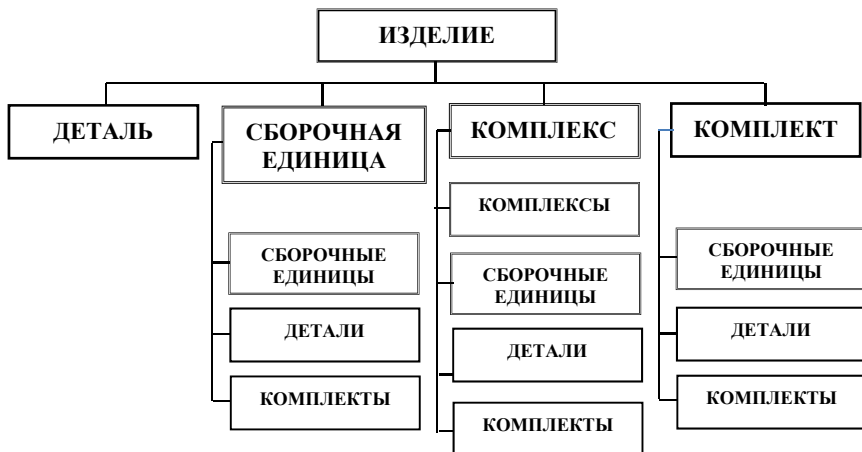 ИЗДЕЛИЕ
ДЕТАЛЬ
СБОРОЧНАЯ
ЕДИНИЦА
КОМПЛЕКС
КОМПЛЕКТ
СБОРОЧНЫЕ
ЕДИНИЦЫ
ДЕТАЛИ
КОМПЛЕКТЫ
КОМПЛЕКСЫ
СБОРОЧНЫЕ
ЕДИНИЦЫ
ДЕТАЛИ
КОМПЛЕКТЫ
СБОРОЧНЫЕ
ЕДИНИЦЫ
ДЕТАЛИ
КОМПЛЕКТЫ